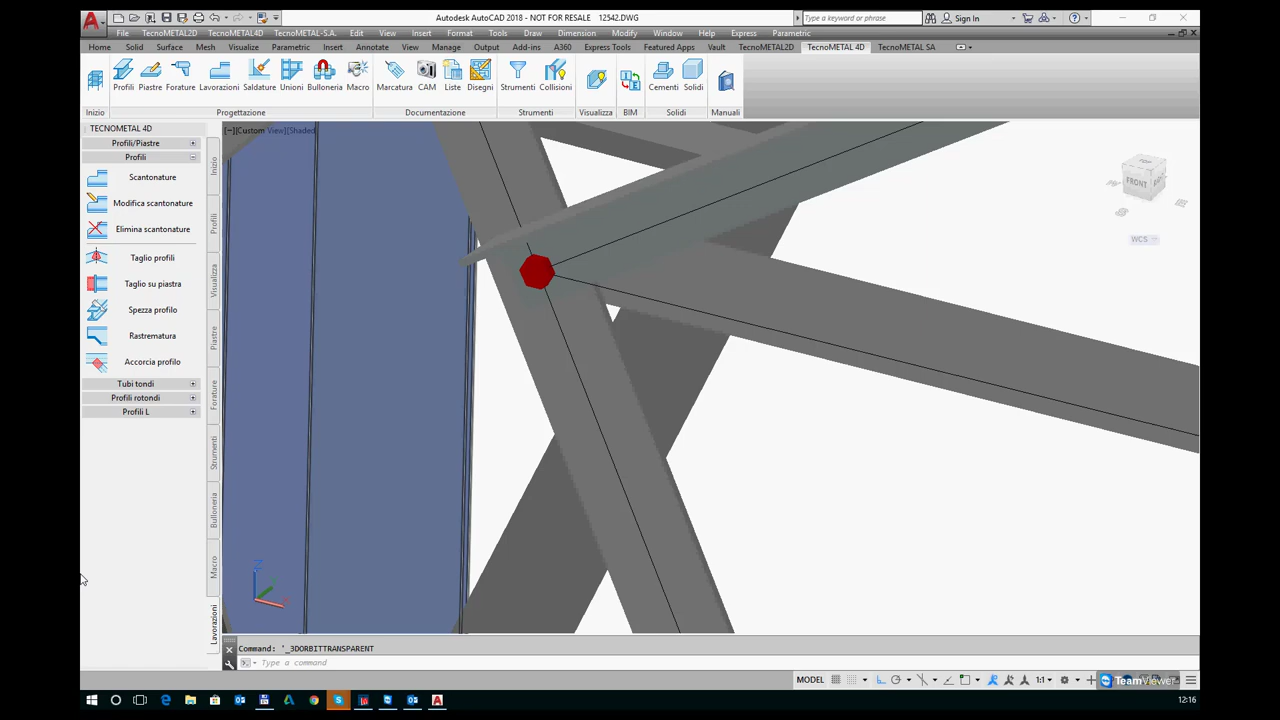 Autodesk AutoCAD 2018 - NOT FOR RESALE 12542.DWG
Type a keyword or phrase
Sign In
File TecnoMETAL2D TecnoMETAL4D TecnoMETAL-S.A. Edit View Insert Format Tools Draw Dimension Modify Window Help Express Parametric
Home Solid Surface Mesh Visualize Parametric Insert Annotate View Manage Output Add-ins A360 Express Tools Featured Apps Vault TecnoMETAL2D TecnoMETAL 4D TecnoMETAL SA
Profili Piastre Forature Lavorazioni Saldature Unioni Bulloneria Macro Marcatura CAM Liste Disegni Strumenti Collisioni Cementi Solidi
Inizio Progettazione Documentazione Strumenti Visualizza BIM Solidi Manuali
TECNOMETAL 4D
[−][Custom View][Shaded]
Profili/Piastre
Profili
Scantonature
Modifica scantonature
Elimina scantonature
Taglio profili
Taglio su piastra
Spezza profilo
Rastrematura
Accorcia profilo
Tubi tondi
Profili rotondi
Profili L
Inizio
Profili
Visualizza
Piastre
Forature
Strumenti
Bulloneria
Macro
Lavorazioni
TOP
FRONT
WCS
Z
Command: '_3DORBITTRANSPARENT
Type a command
MODEL
1:1
TeamViewer
12:16